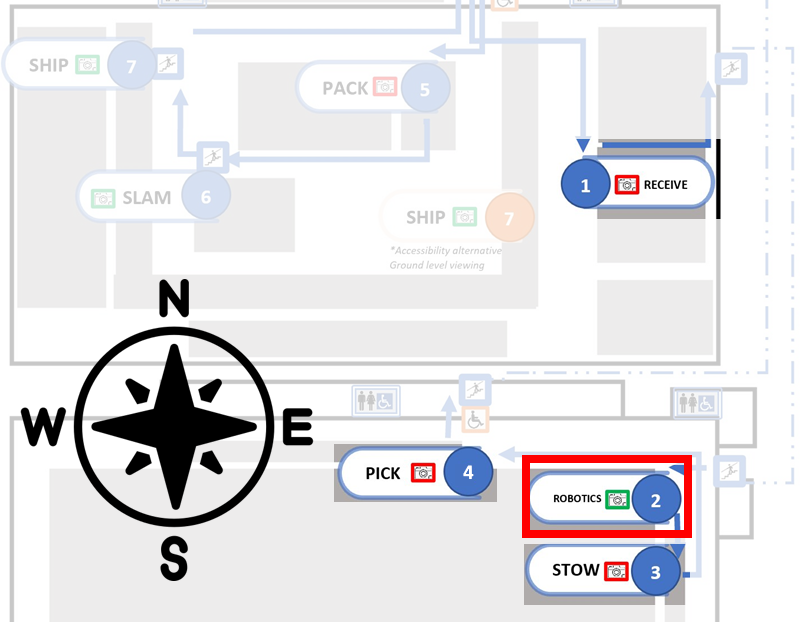 SHIP 7
PACK 5
1 RECEIVE
SLAM 6
SHIP 7
*Accessibility alternative
Ground level viewing
N
W E
S
PICK 4
ROBOTICS 2
STOW 3